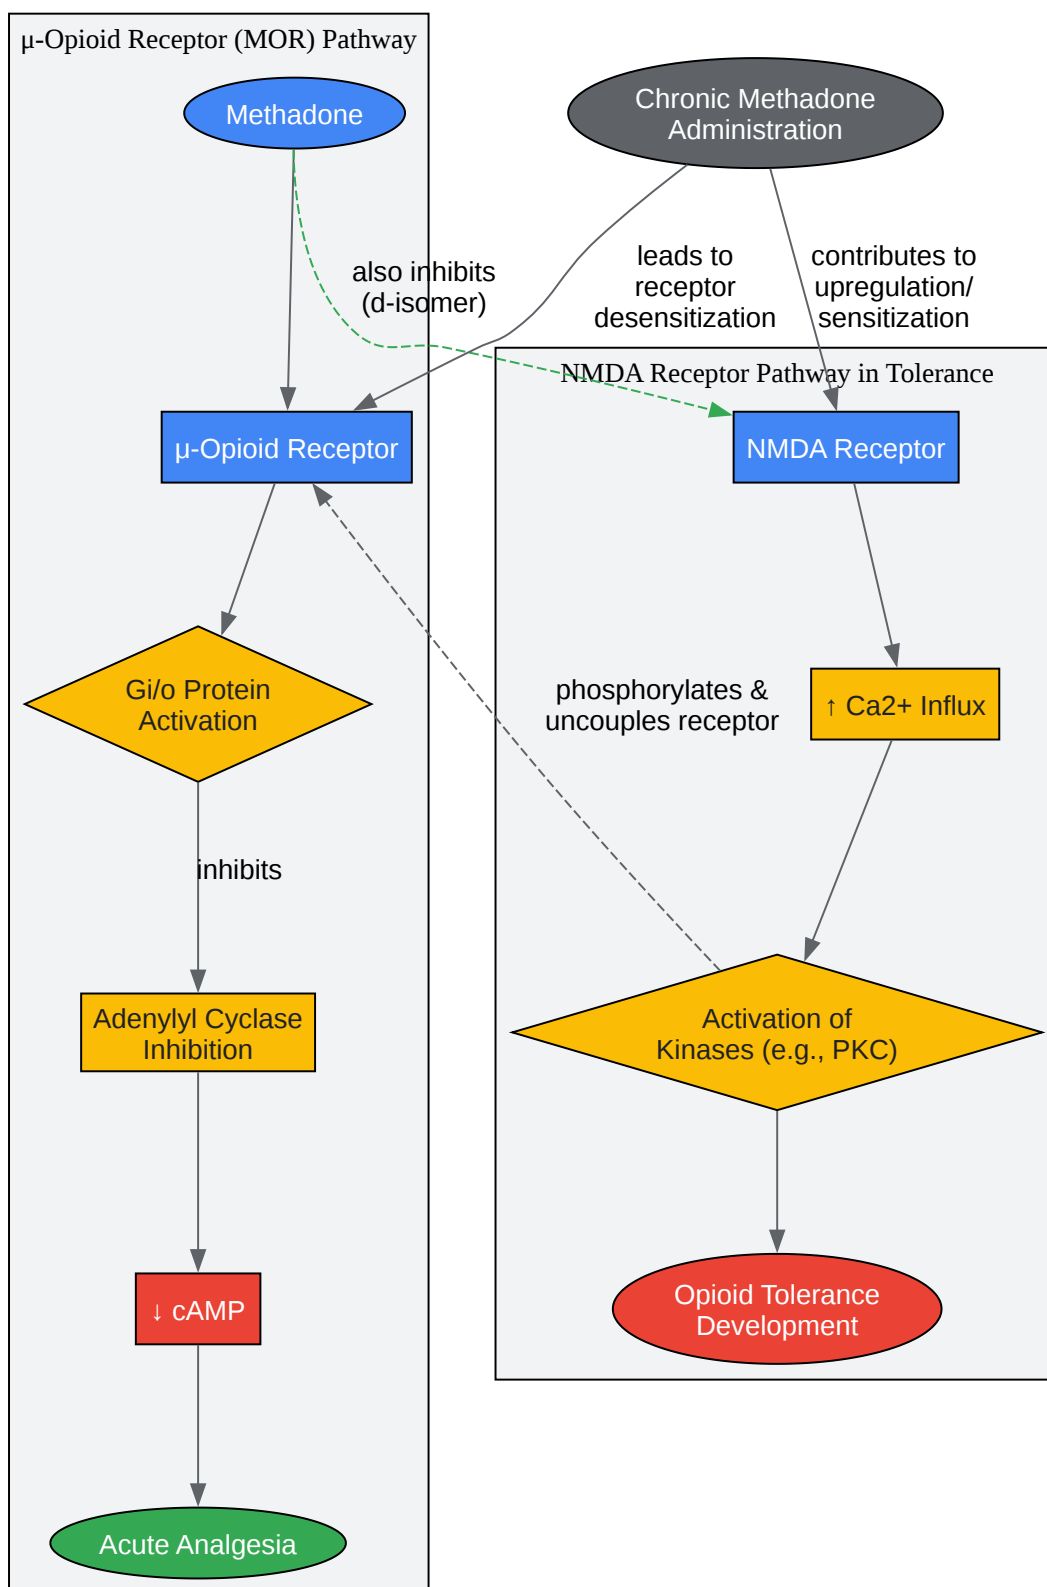 μ-Opioid Receptor (MOR) Pathway
Methadone
Chronic Methadone
Administration
also inhibits
(d-isomer)
leads to
receptor
desensitization
contributes to
upregulation/
sensitization
NMDA Receptor Pathway in Tolerance
μ-Opioid Receptor
NMDA Receptor
Gi/o Protein
Activation
phosphorylates &
uncouples receptor
↑ Ca2+ Influx
inhibits
Adenylyl Cyclase
Inhibition
Activation of
Kinases (e.g., PKC)
↓ cAMP
Opioid Tolerance
Development
Acute Analgesia